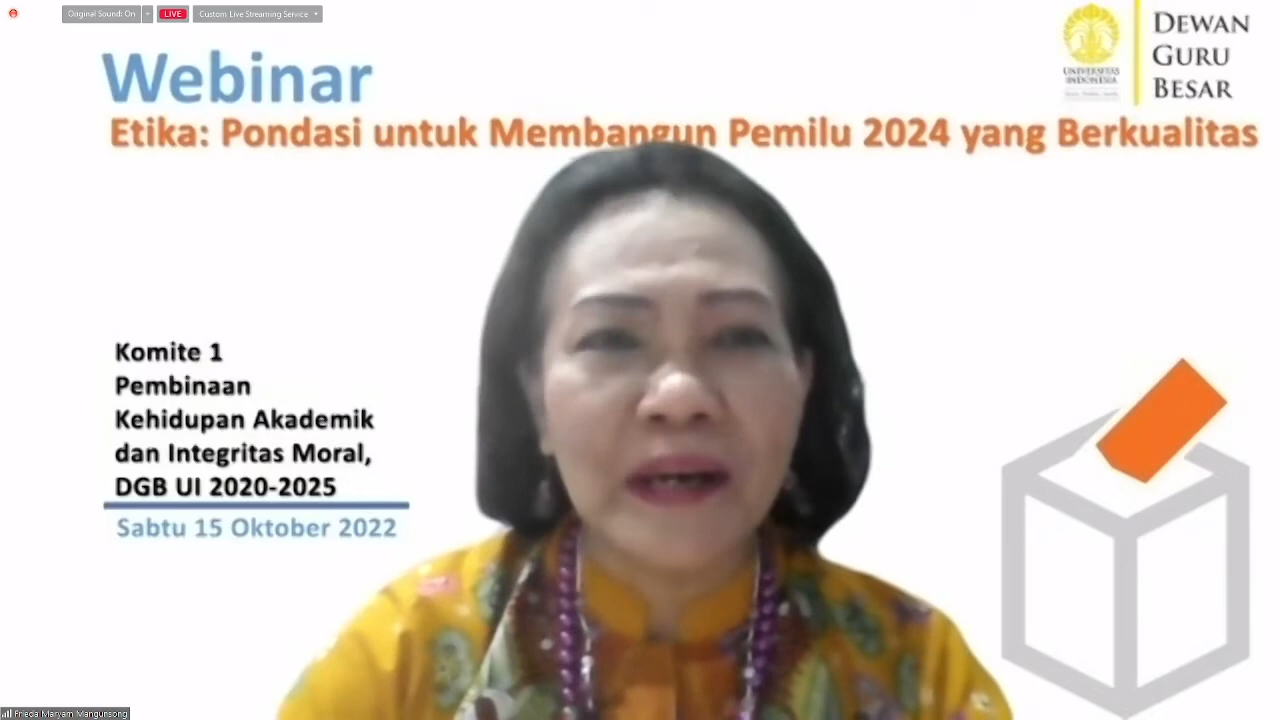 Original Sound: On
LIVE
Custom Live Streaming Service
DEWAN
GURU
BESAR
UNIVERSITAS
INDONESIA
Webinar
Etika: Pondasi untuk Membangun Pemilu 2024 yang Berkualitas
Komite 1
Pembinaan
Kehidupan Akademik
dan Integritas Moral,
DGB UI 2020-2025
Sabtu 15 Oktober 2022
Frieda Maryam Mangunsong